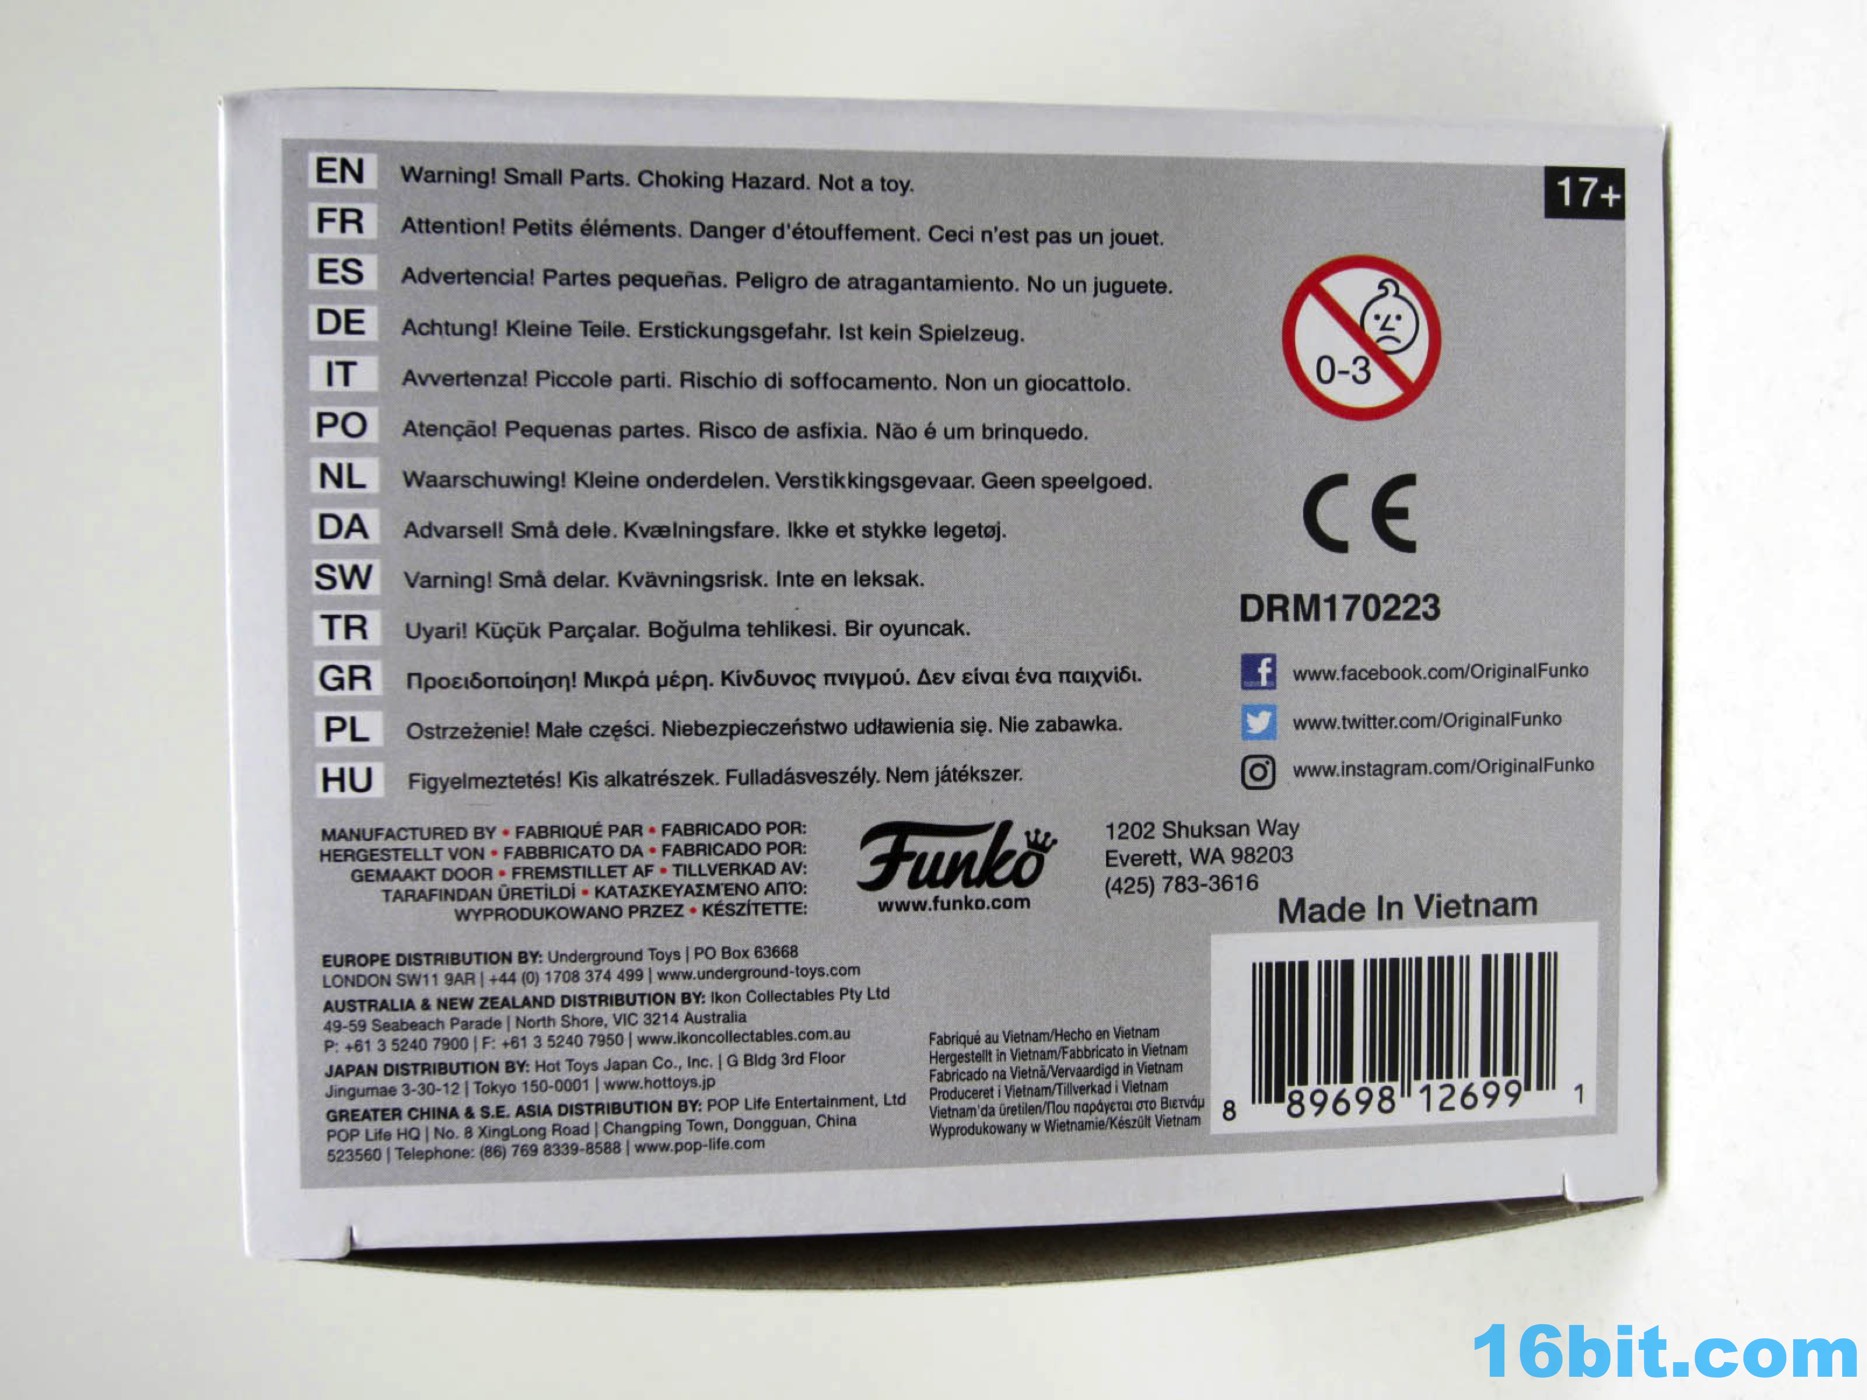 EN Warning! Small Parts. Choking Hazard. Not a toy.
FR Attention! Petits éléments. Danger d'étouffement. Ceci n'est pas un jouet.
ES Advertencia! Partes pequeñas. Peligro de atragantamiento. No un juguete.
DE Achtung! Kleine Teile. Erstickungsgefahr. Ist kein Spielzeug.
IT Avvertenza! Piccole parti. Rischio di soffocamento. Non un giocattolo.
PO Atenção! Pequenas partes. Risco de asfixia. Não é um brinquedo.
NL Waarschuwing! Kleine onderdelen. Verstikkingsgevaar. Geen speelgoed.
DA Advarsel! Små dele. Kvælningsfare. Ikke et stykke legetøj.
SW Varning! Små delar. Kvävningsrisk. Inte en leksak.
TR Uyari! Küçük Parçalar. Boğulma tehlikesi. Bir oyuncak.
GR Προειδοποίηση! Μικρά μέρη. Κίνδυνος πνιγμού. Δεν είναι ένα παιχνίδι.
PL Ostrzeżenie! Małe części. Niebezpieczeństwo udławienia się. Nie zabawka.
HU Figyelmeztetés! Kis alkatrészek. Fulladásveszély. Nem játékszer.
17+
0-3
CE
DRM170223
www.facebook.com/OriginalFunko
www.twitter.com/OriginalFunko
www.instagram.com/OriginalFunko
MANUFACTURED BY • FABRIQUÉ PAR • FABRICADO POR:
HERGESTELLT VON • FABBRICATO DA • FABRICADO POR:
GEMAAKT DOOR • FREMSTILLET AF • TILLVERKAD AV:
TARAFINDAN ÜRETİLDİ • ΚΑΤΑΣΚΕΥΑΣΜΈΝΟ ΑΠΌ:
WYPRODUKOWANO PRZEZ • KÉSZÍTETTE:
Funko
www.funko.com
1202 Shuksan Way
Everett, WA 98203
(425) 783-3616
Made In Vietnam
EUROPE DISTRIBUTION BY: Underground Toys | PO Box 63668
LONDON SW11 9AR | +44 (0) 1708 374 499 | www.underground-toys.com
AUSTRALIA & NEW ZEALAND DISTRIBUTION BY: Ikon Collectables Pty Ltd
49-59 Seabeach Parade | North Shore, VIC 3214 Australia
P: +61 3 5240 7900 | F: +61 3 5240 7950 | www.ikoncollectables.com.au
JAPAN DISTRIBUTION BY: Hot Toys Japan Co., Inc. | G Bldg 3rd Floor
Jingumae 3-30-12 | Tokyo 150-0001 | www.hottoys.jp
GREATER CHINA & S.E. ASIA DISTRIBUTION BY: POP Life Entertainment, Ltd
POP Life HQ | No. 8 XingLong Road | Changping Town, Dongguan, China
523560 | Telephone: (86) 769 8339-8588 | www.pop-life.com
Fabriqué au Vietnam/Hecho en Vietnam
Hergestellt in Vietnam/Fabbricato in Vietnam
Fabricado na Vietnã/Vervaardigd in Vietnam
Produceret i Vietnam/Tillverkad i Vietnam
Vietnam'da üretilen/Που παράγεται στο Βιετνάμ
Wyprodukowany w Wietnamie/Készült Vietnam
8 89698 12699 1
16bit.com